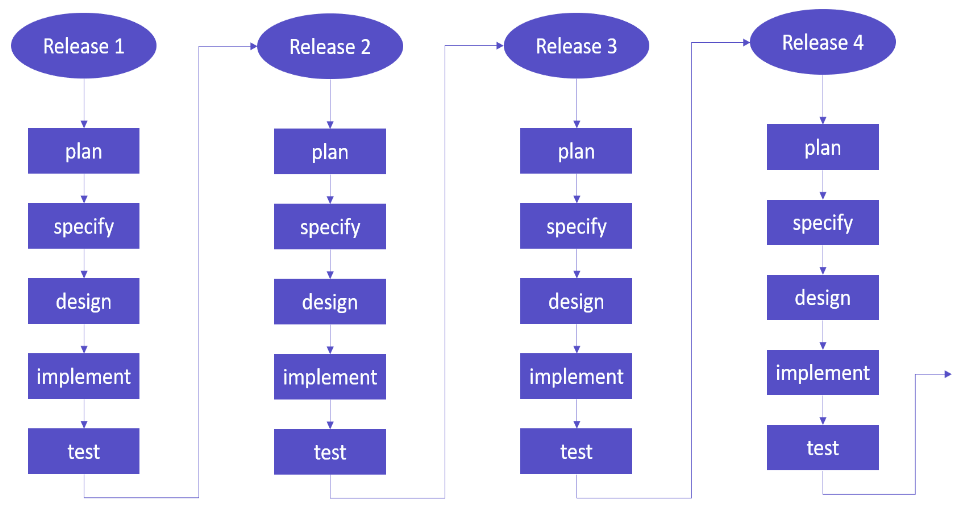 Release 1
plan
specify
design
implement
test
Release 2
plan
specify
design
implement
test
Release 3
plan
specify
design
implement
test
Release 4
plan
specify
design
implement
test